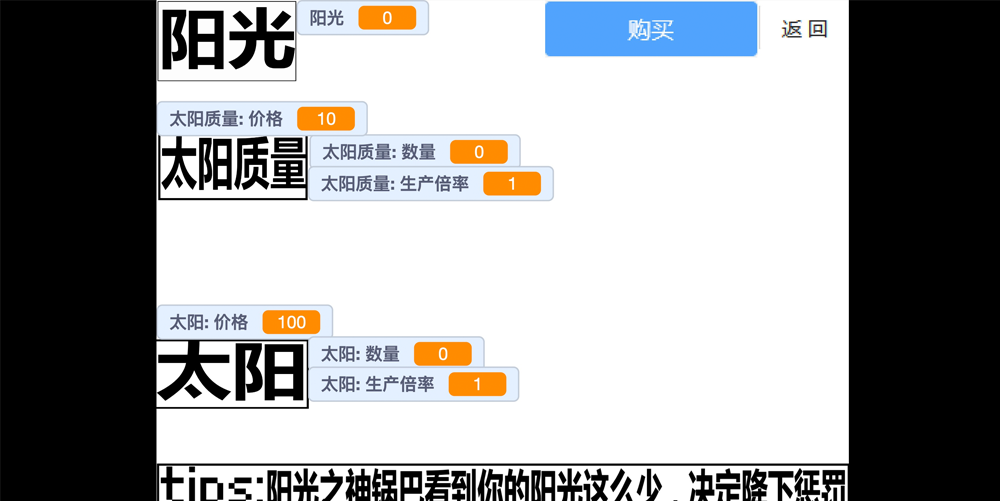 阳光
阳光 0
购买
返回
太阳质量: 价格 10
太阳质量
太阳质量: 数量 0
太阳质量: 生产倍率 1
太阳: 价格 100
太阳
太阳: 数量 0
太阳: 生产倍率 1
tips:阳光之神锅巴看到你的阳光这么少，决定降下惩罚